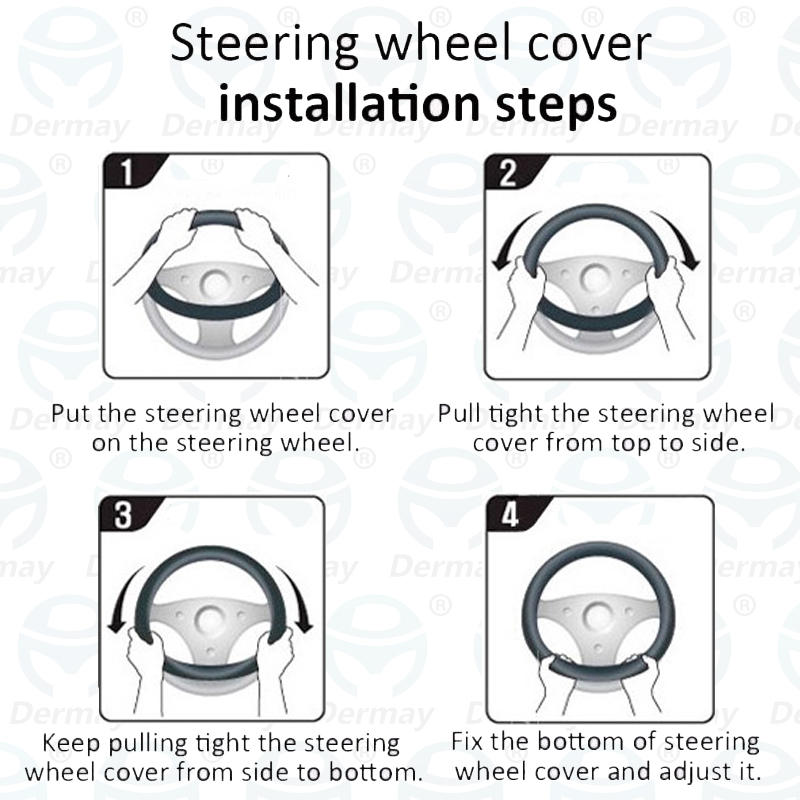 Steering wheel cover
installation steps
1
2
Put the steering wheel cover
on the steering wheel.
Pull tight the steering wheel
cover from top to side.
3
4
Keep pulling tight the steering
wheel cover from side to bottom.
Fix the bottom of steering
wheel cover and adjust it.
Dermay
®